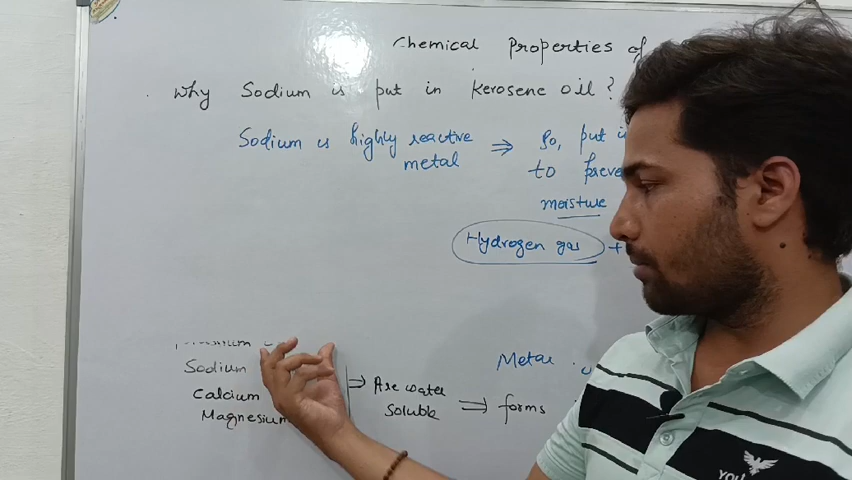 Chemical Properties of
Why Sodium is put in Kerosene oil?
Sodium is highly reactive metal ⇒ So, put
to
moisture
Hydrogen gas +
Metal
Sodium
Calcium
Magnesium
⇒ Are water soluble ⇒ forms
YOU